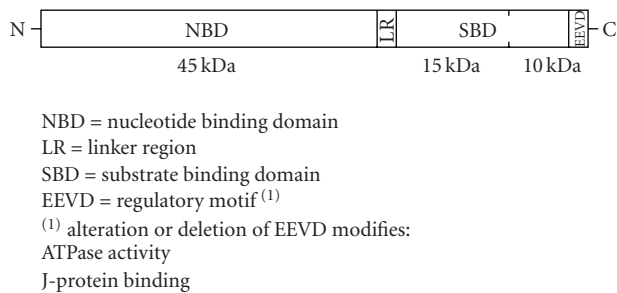 N NBD LR SBD EEVD C
45 kDa 15 kDa 10 kDa
NBD = nucleotide binding domain
LR = linker region
SBD = substrate binding domain
EEVD = regulatory motif (1)
(1) alteration or deletion of EEVD modifies:
ATPase activity
J-protein binding